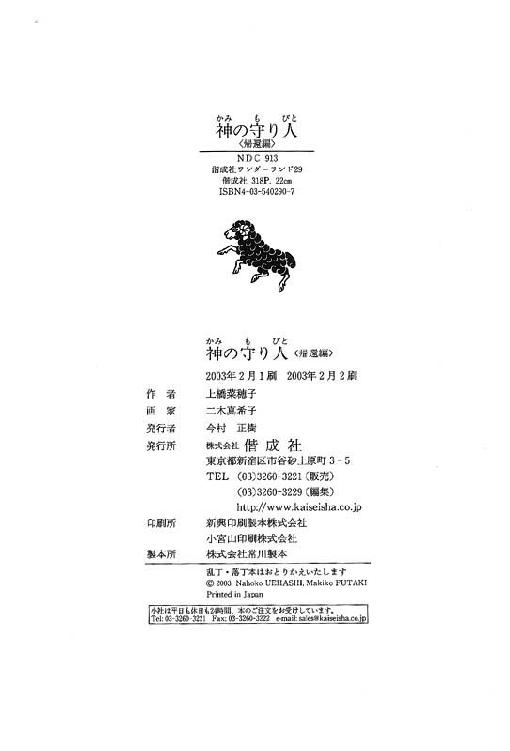 かみ も びと
神の守り人
〈帰還編〉
NDC 913
偕成社ワンダーランド29
偕成社 318P. 22cm
ISBN4-03-540290-7
かみ も びと
神の守り人〈帰還編〉
2003年2月1刷 2003年2月2刷
作 者 上橋菜穂子
画 家 二木真希子
発行者 今村 正樹
発行所 株式会社 偕成社
東京都新宿区市谷砂土原町3-5
TEL (03)3260-3221(販売)
(03)3260-3229(編集)
http://www.kaiseisha.co.jp
印刷所 新興印刷製本株式会社
小宮山印刷株式会社
製本所 株式会社常川製本
乱丁・落丁本はおとりかえいたします
© 2003 Nahoko UEHASHI, Makiko FUTAKI
Printed in Japan
小社は平日も休日も24時間、本のご注文をお受けしています。
Tel: 03-3260-3221 Fax: 03-3260-3222 e-mail: sales@kaiseisha.co.jp